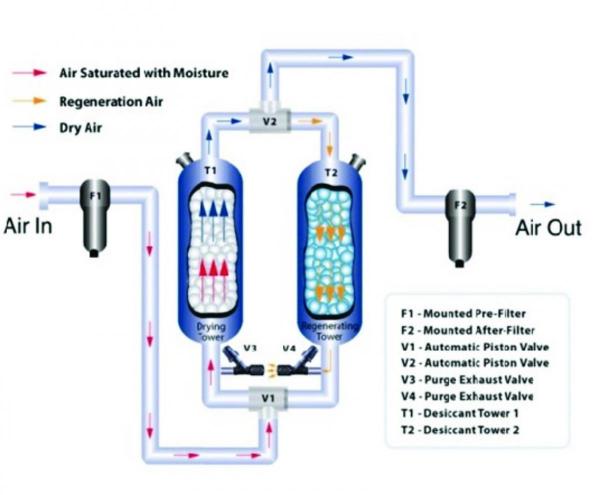 Air Saturated with Moisture
Regeneration Air
Dry Air
V2
T1
T2
F1
F2
Air In
Air Out
Drying
Tower
Regenerating
Tower
V3
V4
V1
F1 - Mounted Pre-Filter
F2 - Mounted After-Filter
V1 - Automatic Piston Valve
V2 - Automatic Piston Valve
V3 - Purge Exhaust Valve
V4 - Purge Exhaust Valve
T1 - Desiccant Tower 1
T2 - Desiccant Tower 2